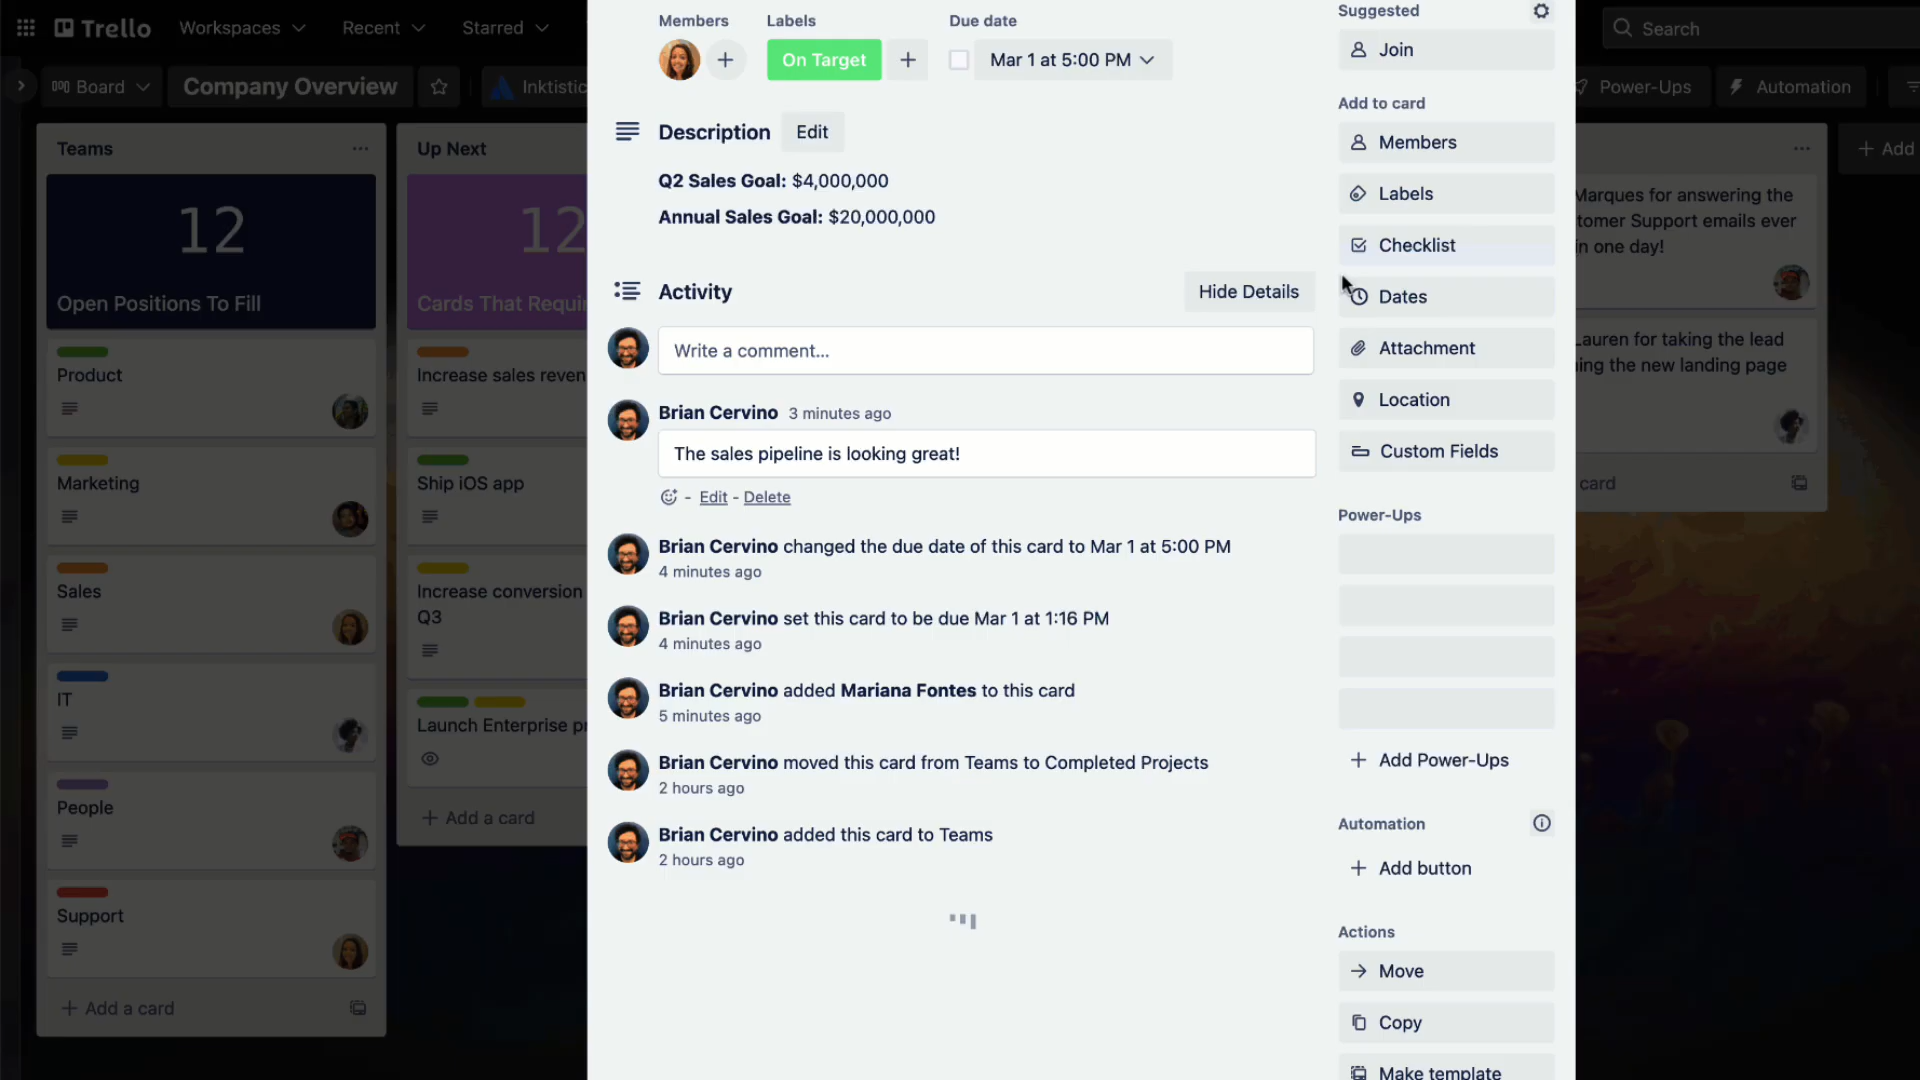 Trello
Workspaces
Recent
Starred
Search
Board
Company Overview
Inktistic
Power-Ups
Automation
Teams
12
Open Positions To Fill
Product
Marketing
Sales
IT
People
Support
+ Add a card
Up Next
12
Cards That Requi
Increase sales reven
Ship iOS app
Increase conversion
Q3
Launch Enterprise p
+ Add a card
Members
Labels
Due date
On Target
Mar 1 at 5:00 PM
Description
Edit
Q2 Sales Goal: $4,000,000
Annual Sales Goal: $20,000,000
Activity
Hide Details
Write a comment...
Brian Cervino 3 minutes ago
The sales pipeline is looking great!
- Edit - Delete
Brian Cervino changed the due date of this card to Mar 1 at 5:00 PM
4 minutes ago
Brian Cervino set this card to be due Mar 1 at 1:16 PM
4 minutes ago
Brian Cervino added Mariana Fontes to this card
5 minutes ago
Brian Cervino moved this card from Teams to Completed Projects
2 hours ago
Brian Cervino added this card to Teams
2 hours ago
Suggested
Join
Add to card
Members
Labels
Checklist
Dates
Attachment
Location
Custom Fields
Power-Ups
+ Add Power-Ups
Automation
+ Add button
Actions
Move
Copy
Make template
Marques for answering the
tomer Support emails ever
in one day!
Lauren for taking the lead
ing the new landing page
card
+ Add